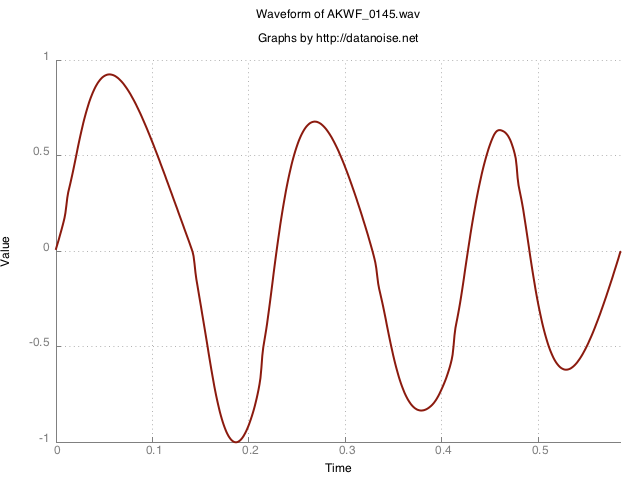 Waveform of AKWF_0145.wav
Graphs by http://datanoise.net
1
0.5
0
-0.5
-1
Value
0 0.1 0.2 0.3 0.4 0.5
Time